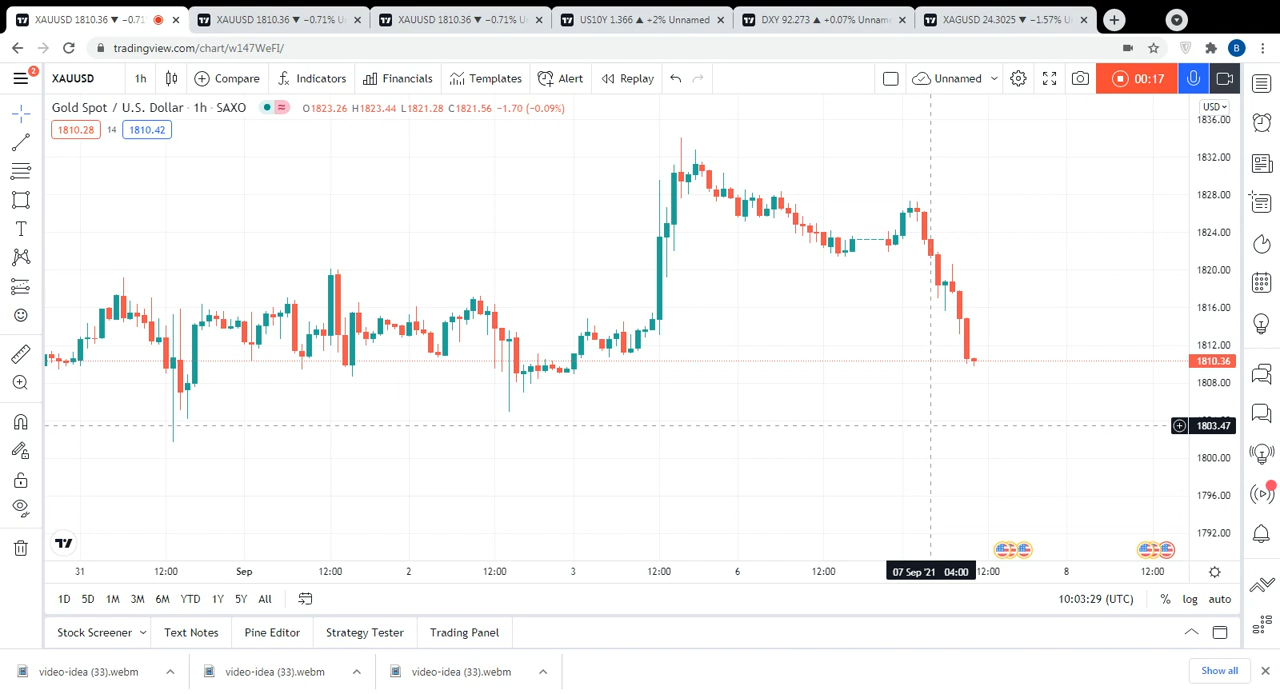 XAUUSD 1810.36 ▼ −0.71%
XAUUSD 1810.36 ▼ −0.71% U
XAUUSD 1810.36 ▼ −0.71% U
US10Y 1.366 ▲ +2% Unnamed
DXY 92.273 ▲ +0.07% Unnam
XAGUSD 24.3025 ▼ −1.57% Un
tradingview.com/chart/w147WeFI/
B
2
XAUUSD
1h
Compare
Indicators
Financials
Templates
Alert
Replay
Unnamed
00:17
Gold Spot / U.S. Dollar · 1h · SAXO
O1823.26 H1823.44 L1821.28 C1821.56 −1.70 (−0.09%)
USD
1810.28
14
1810.42
1836.00
1832.00
1828.00
1824.00
1820.00
1816.00
1812.00
1810.36
1808.00
1803.47
1800.00
1796.00
1792.00
31
12:00
Sep
12:00
2
12:00
3
12:00
6
12:00
07 Sep '21 04:00
12:00
8
12:00
1D
5D
1M
3M
6M
YTD
1Y
5Y
All
10:03:29 (UTC)
%
log
auto
Stock Screener
Text Notes
Pine Editor
Strategy Tester
Trading Panel
video-idea (33).webm
video-idea (33).webm
video-idea (33).webm
Show all